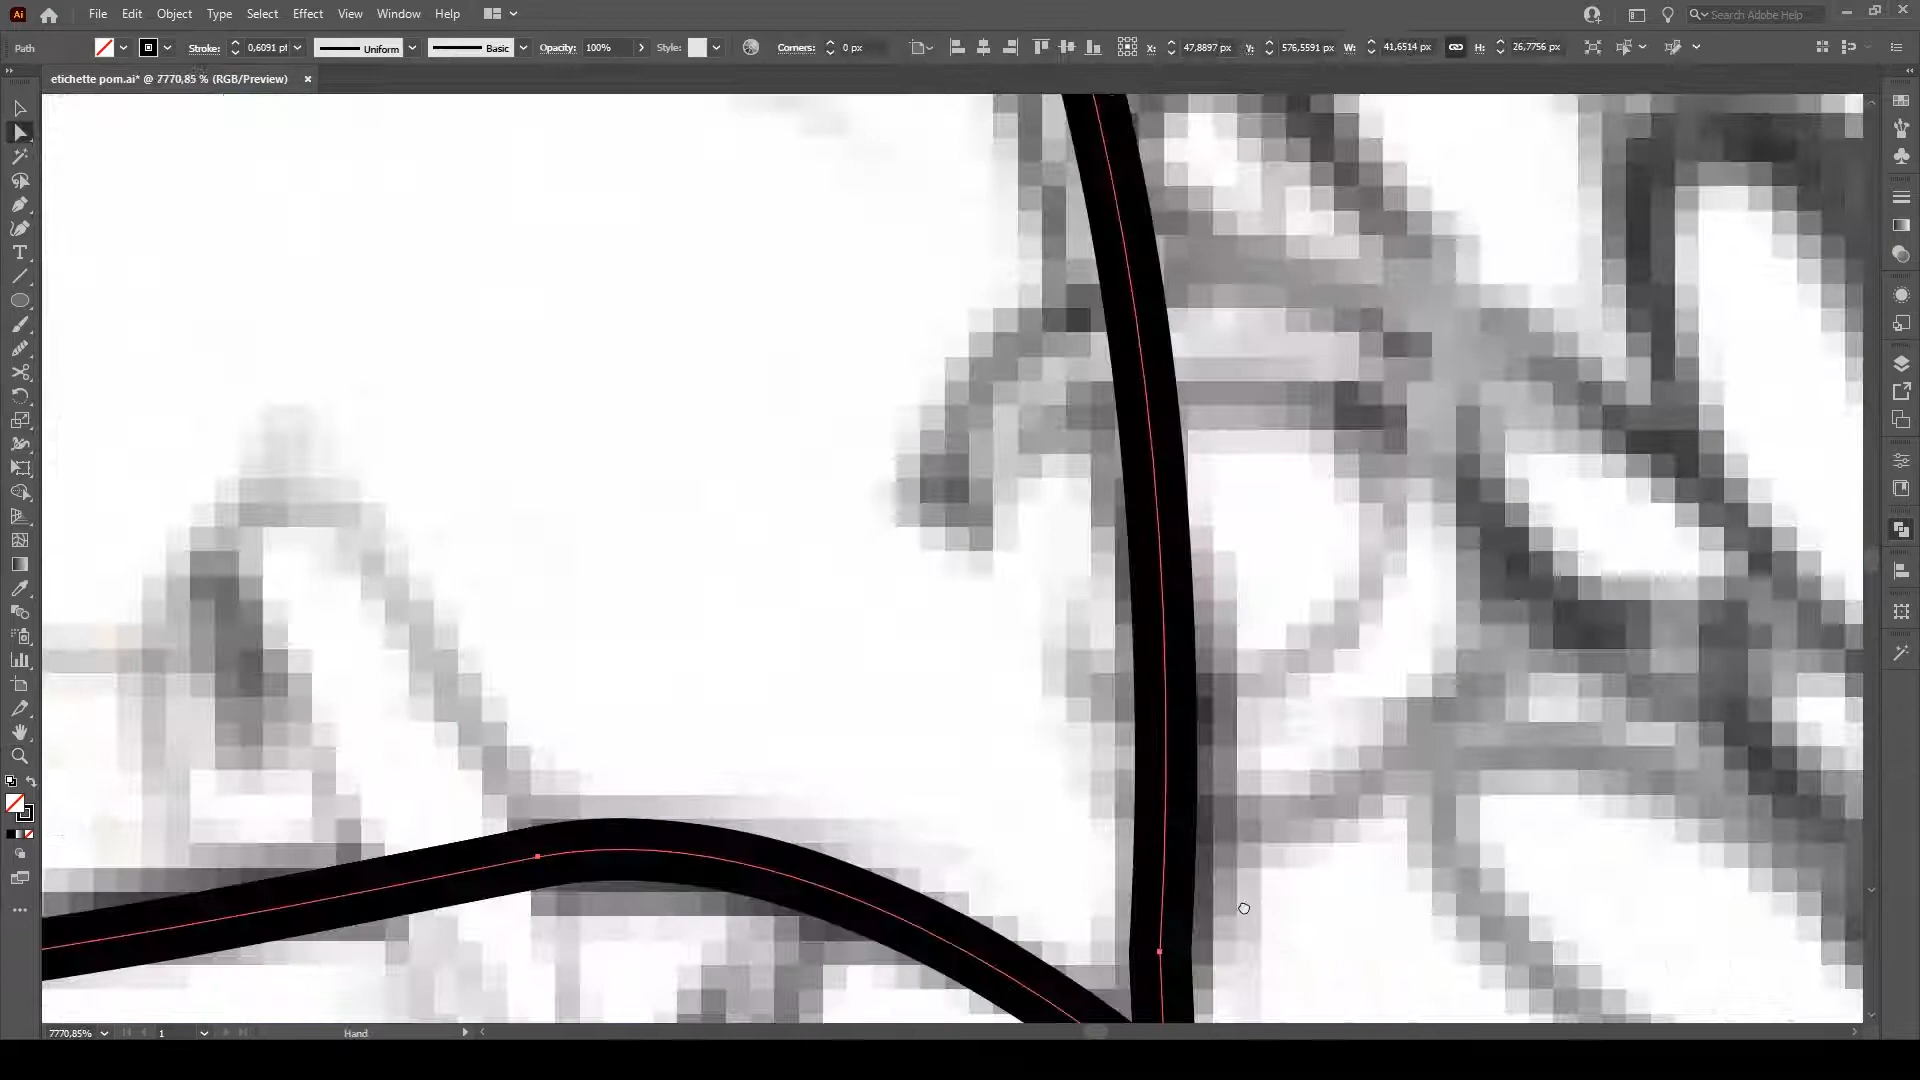 Ai File Edit Object Type Select Effect View Window Help Search Adobe Help
Path Stroke: 0,6091 pt Uniform Basic Opacity: 100% Style: Corners: 0 px X: 47,8897 px Y: 576,5591 px W: 41,6514 px H: 26,7756 px
etichette pom.ai* @ 7770,85 % (RGB/Preview) ×
7770,85% 1 Hand